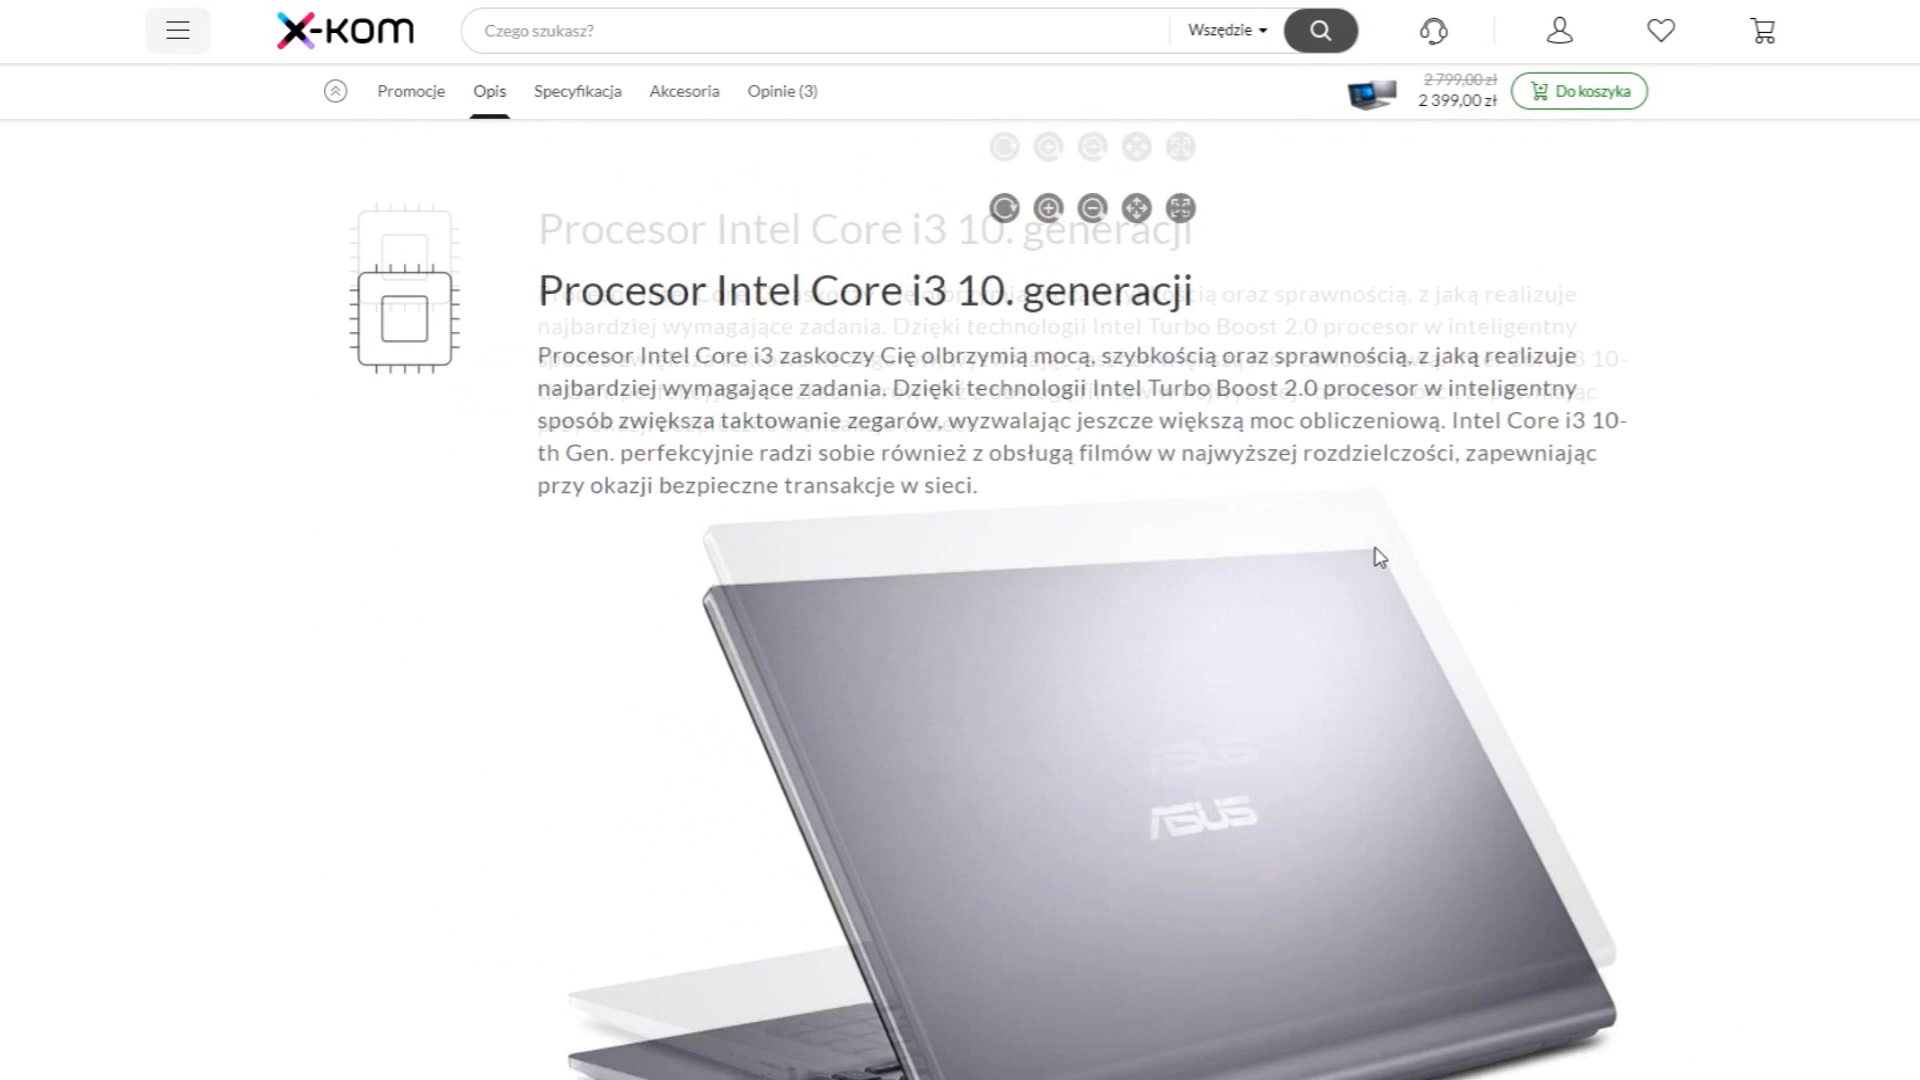 x-kom
Czego szukasz?
Wszędzie
Promocje
Opis
Specyfikacja
Akcesoria
Opinie (3)
2 799,00 zł
2 399,00 zł
Do koszyka
Procesor Intel Core i3 10. generacji
Procesor Intel Core i3 10. generacji
Procesor Intel Core i3 zaskoczy Cię olbrzymią mocą, szybkością oraz sprawnością, z jaką realizuje
najbardziej wymagające zadania. Dzięki technologii Intel Turbo Boost 2.0 procesor w inteligentny
sposób zwiększa taktowanie zegarów, wyzwalając jeszcze większą moc obliczeniową. Intel Core i3 10-
th Gen. perfekcyjnie radzi sobie również z obsługą filmów w najwyższej rozdzielczości, zapewniając
przy okazji bezpieczne transakcje w sieci.
ASUS
ASUS